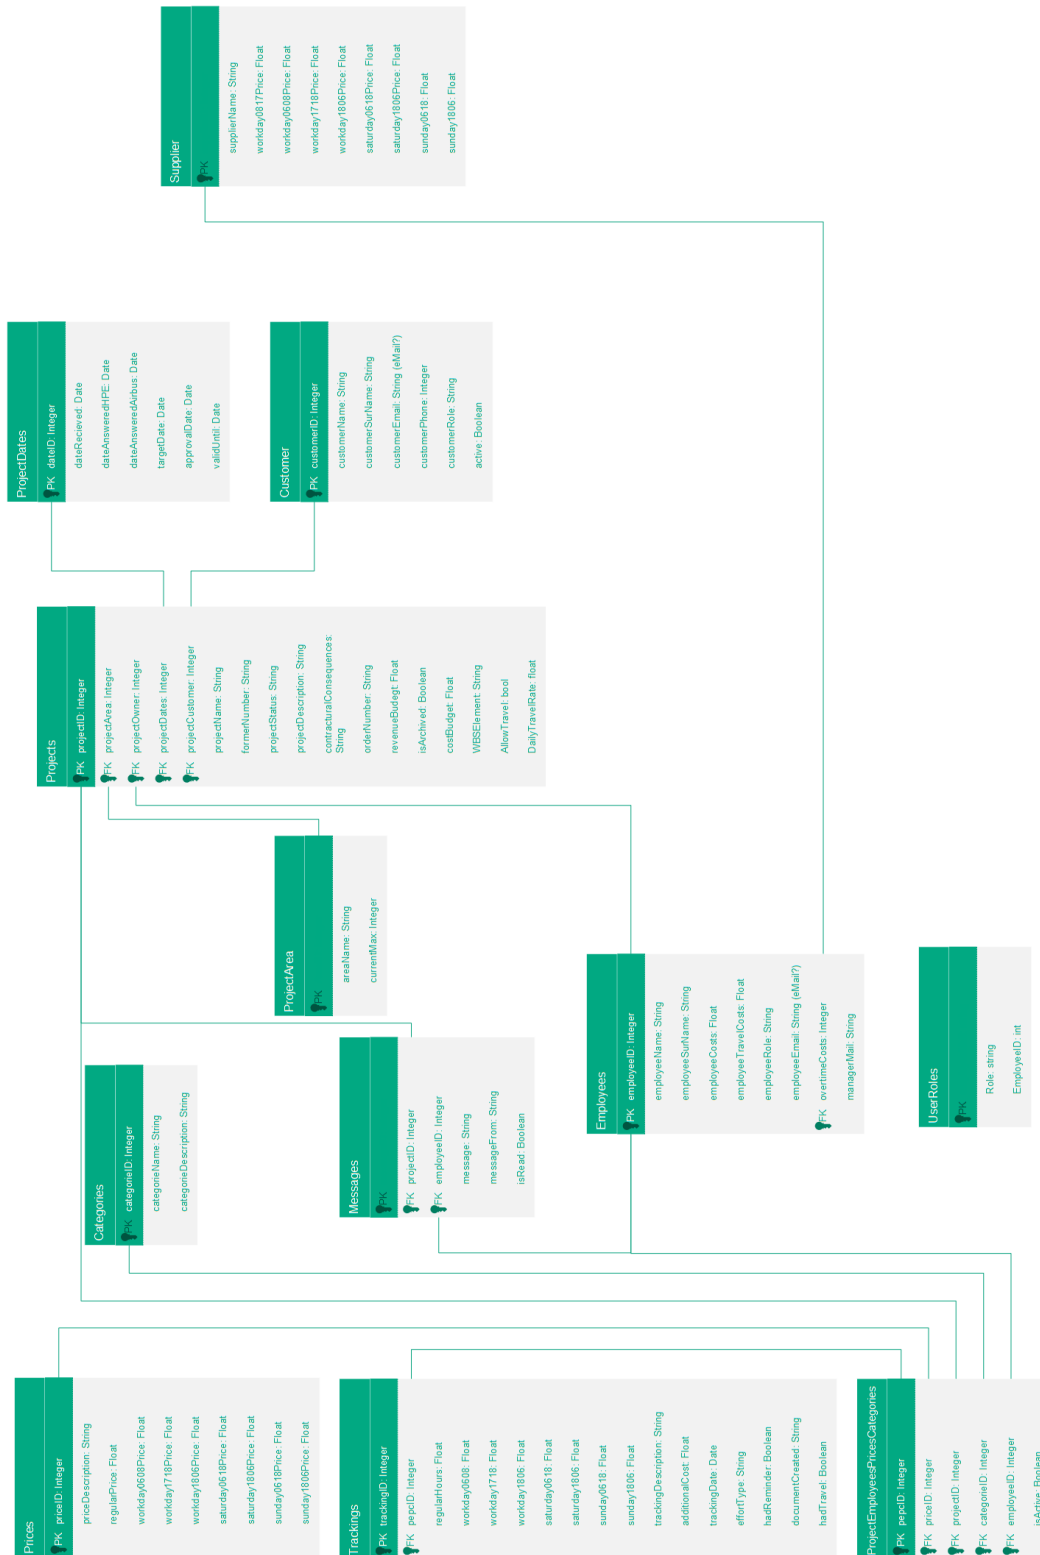 Prices
PK priceID: Integer
priceDescription: String
regularPrice: Float
workday0608Price: Float
workday1718Price: Float
workday1806Price: Float
saturday0618Price: Float
saturday1806Price: Float
sunday0618Price: Float
sunday1806Price: Float
Trackings
PK trackingID: Integer
FK pepcID: Integer
regularHours: Float
workday0608: Float
workday1718: Float
workday1806: Float
saturday0618: Float
saturday1806: Float
sunday0618: Float
sunday1806: Float
trackingDescription: String
additionalCost: Float
trackingDate: Date
effortType: String
hadReminder: Boolean
documentCreated: String
hadTravel: Boolean
ProjectEmployeesPricesCategories
PK pepcID: Integer
FK priceID: Integer
FK projectID: Integer
FK categorieID: Integer
FK employeeID: Integer
isActive: Boolean
Categories
PK categorieID: Integer
categorieName: String
categorieDescription: String
Messages
PK
FK projectID: Integer
FK employeeID: Integer
message: String
messageFrom: String
isRead: Boolean
ProjectArea
PK
areaName: String
currentMax: Integer
Employees
PK employeeID: Integer
employeeName: String
employeeSurName: String
employeeCosts: Float
employeeTravelCosts: Float
employeeRole: String
employeeEmail: String (eMail?)
FK overtimeCosts: Integer
managerMail: String
UserRoles
PK
Role: string
EmployeeID: int
Projects
PK projectID: Integer
FK projectArea: Integer
FK projectOwner: Integer
FK projectDates: Integer
FK projectCustomer: Integer
projectName: String
formerNumber: String
projectStatus: String
projectDescription: String
contracturalConsequences:
String
orderNumber: String
revenueBudegt: Float
isArchived: Boolean
costBudget: Float
WBSElement: String
AllowTravel: bool
DailyTravelRate: float
ProjectDates
PK dateID: Integer
dateRecieved: Date
dateAnsweredHPE: Date
dateAnsweredAirbus: Date
targetDate: Date
approvalDate: Date
validUntil: Date
Customer
PK customerID: Integer
customerName: String
customerSurName: String
customerEmail: String (eMail?)
customerPhone: Integer
customerRole: String
active: Boolean
Supplier
PK
supplierName: String
workday0817Price: Float
workday0608Price: Float
workday1718Price: Float
workday1806Price: Float
saturday0618Price: Float
saturday1806Price: Float
sunday0618: Float
sunday1806: Float